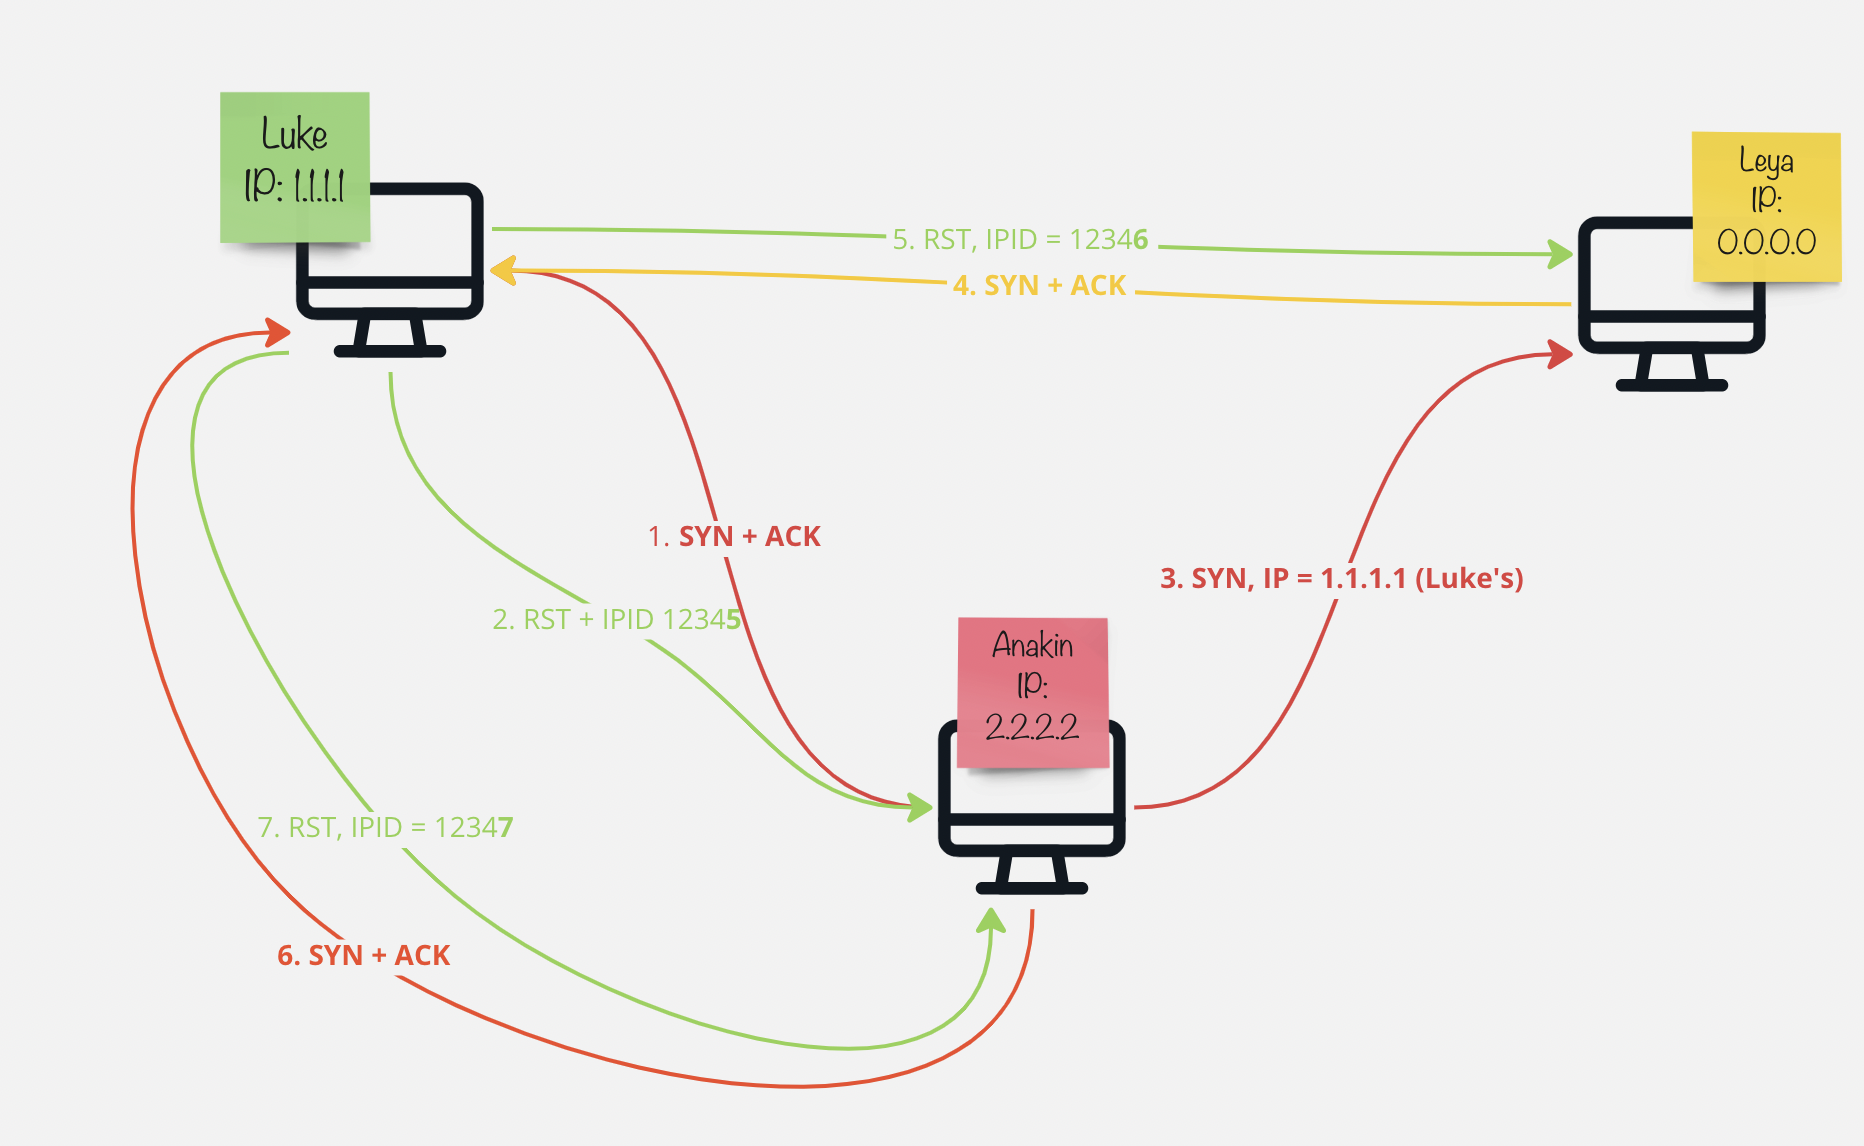 Luke
IP: 1.1.1.1
Leya
IP:
0.0.0.0
5. RST, IPID = 12346
4. SYN + ACK
1. SYN + ACK
3. SYN, IP = 1.1.1.1 (Luke's)
2. RST + IPID 12345
Anakin
IP:
2.2.2.2
7. RST, IPID = 12347
6. SYN + ACK